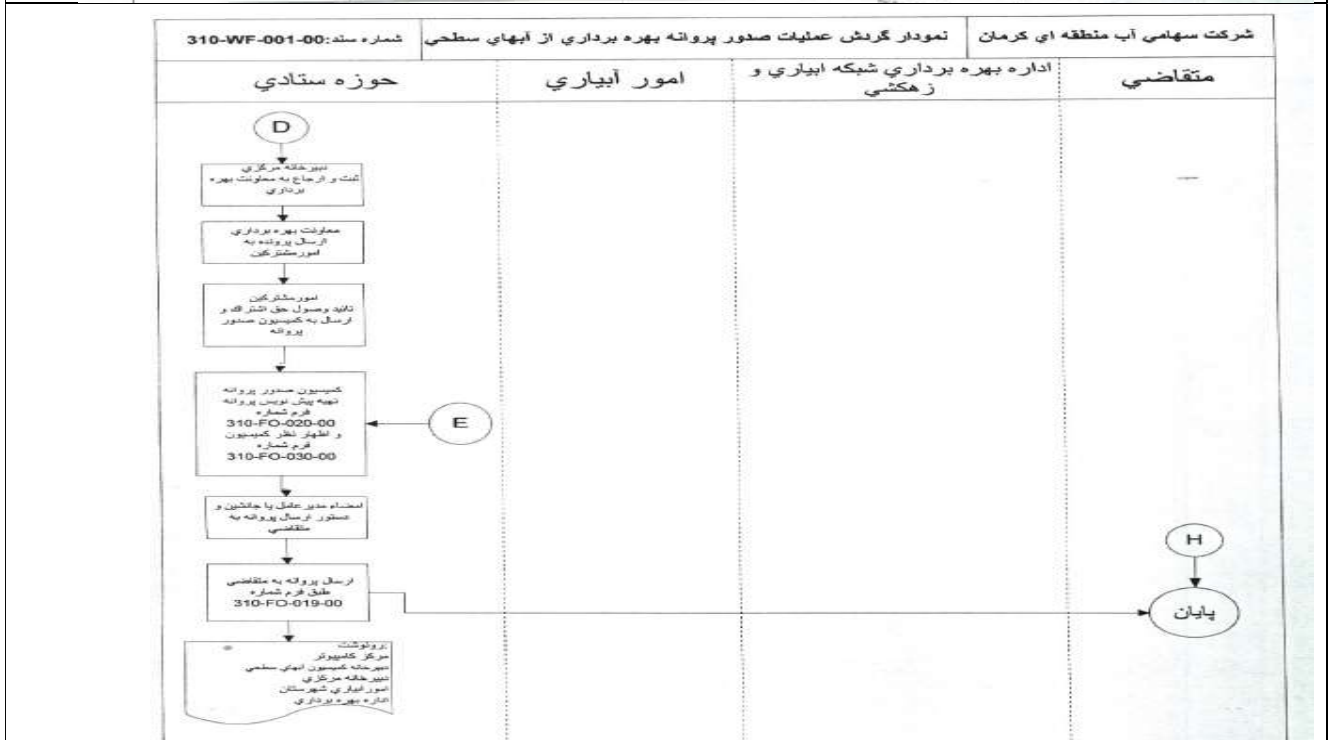 شرکت سهامي آب منطقه اي کرمان
نمودار گردش عمليات صدور پروانه بهره برداري از آبهاي سطحي
شماره سند:310-WF-001-00
متقاضي
اداره بهره برداري شبکه ابياري و
زهکشي
امور آبياري
حوزه ستادي
D
دبيرخانه مرکزي
ثبت و ارجاع به معاونت بهره
برداري
معاونت بهره برداري
ارسال پرونده به
امورمشترکين
امورمشترکين
تائيد وصول حق اشتراک و
ارسال به کميسيون صدور
پروانه
کميسيون صدور پروانه
تهيه پيش نويس پروانه
فرم شماره
310-FO-020-00
و اظهار نظر کميسيون
فرم شماره
310-FO-030-00
E
امضاء مدير عامل يا جانشين و
دستور ارسال پروانه به
متقاضي
H
ارسال پروانه به متقاضي
طبق فرم شماره
310-FO-019-00
پايان
رونوشت:
مرکز کامپيوتر
دبيرخانه کميسيون ابهاي سطحي
دبيرخانه مرکزي
امور ابياري شهرستان
اداره بهره برداري